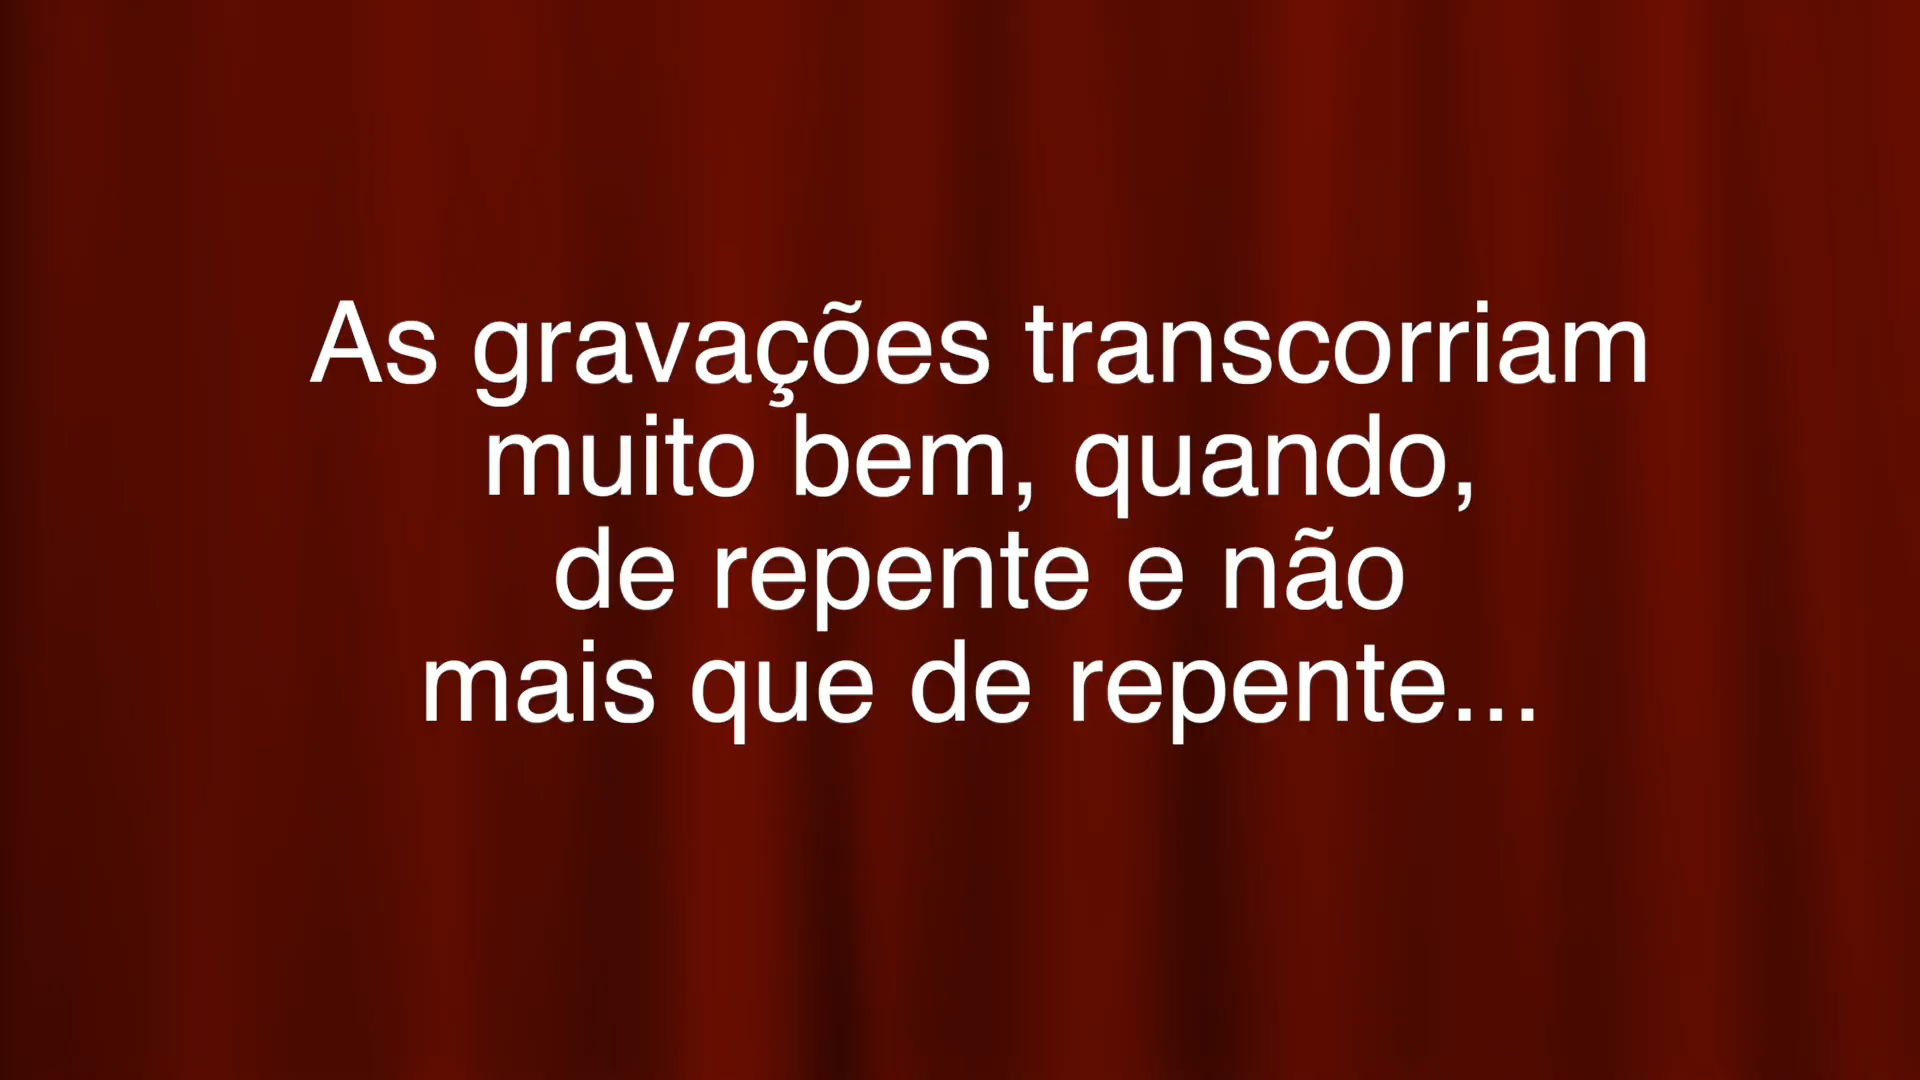 As gravações transcorriam
muito bem, quando,
de repente e não
mais que de repente...